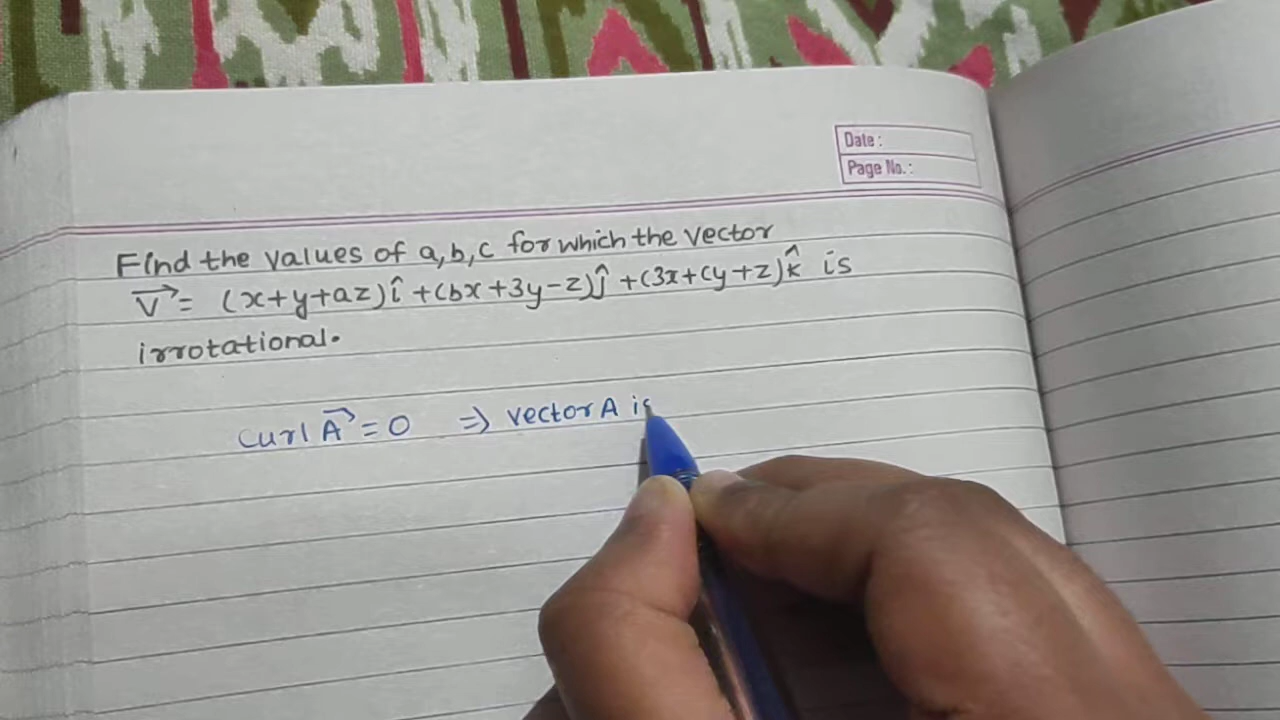 Date :
Page No. :
Find the values of a,b,c for which the vector
V⃗ = (x+y+az)î +(bx+3y-z)ĵ +(3x+cy+z)k̂ is
irrotational.
curl A⃗ = 0 ⇒ vector A is